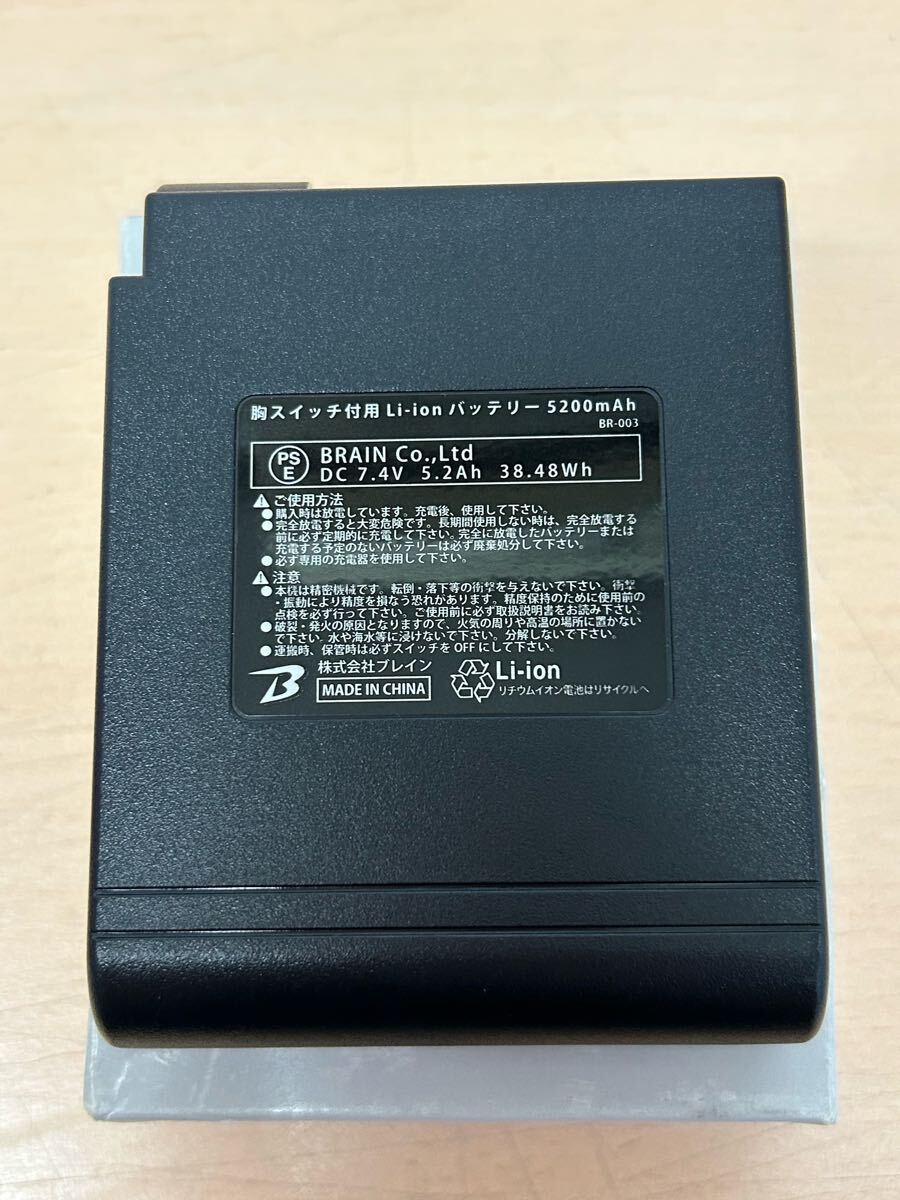 胸スイッチ付用 Li-ion バッテリー 5200mAh
BR-003
PS
E
BRAIN Co.,Ltd
DC 7.4V 5.2Ah 38.48Wh
ご使用方法
●購入時は放電しています。充電後、使用して下さい。
●完全放電すると大変危険です。長期間使用しない時は、完全放電する
前に必ず定期的に充電して下さい。完全に放電したバッテリーまたは
充電する予定のないバッテリーは必ず廃棄処分して下さい。
●必ず専用の充電器を使用して下さい。
注意
●本機は精密機械です。転倒・落下等の衝撃を与えないで下さい。衝撃
・振動により精度を損なう恐れがあります。精度保持のために使用前の
点検を必ず行って下さい。ご使用前に必ず取扱説明書をお読み下さい。
●破裂・発火の原因となりますので、火気の周りや高温の場所に置かない
で下さい。水や海水等に浸けないで下さい。分解しないで下さい。
●運搬時、保管時は必ずスイッチをOFFにして下さい。
B
株式会社ブレイン
MADE IN CHINA
Li-ion
リチウムイオン電池はリサイクルへ